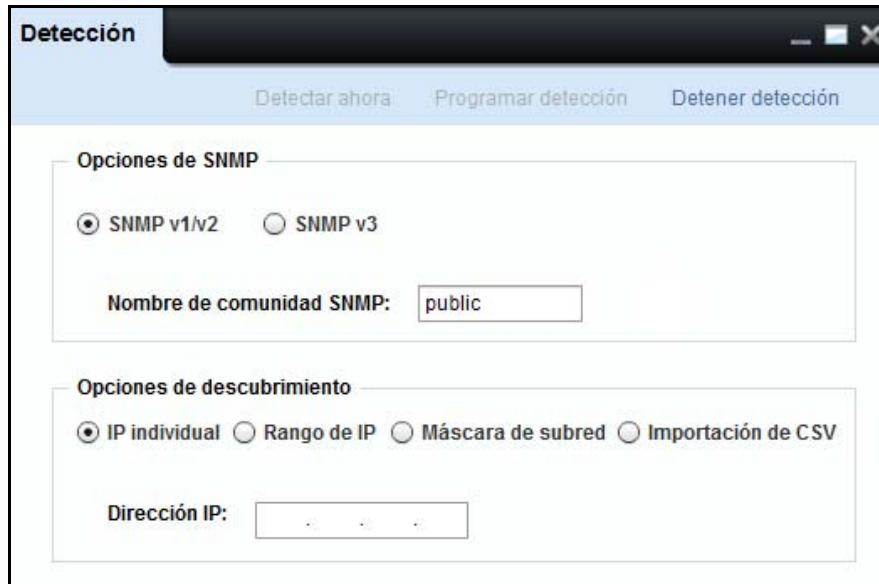 Detección
Detectar ahora Programar detección Detener detección
Opciones de SNMP
SNMP v1/v2 SNMP v3
Nombre de comunidad SNMP: public
Opciones de descubrimiento
IP individual Rango de IP Máscara de subred Importación de CSV
Dirección IP: . . .